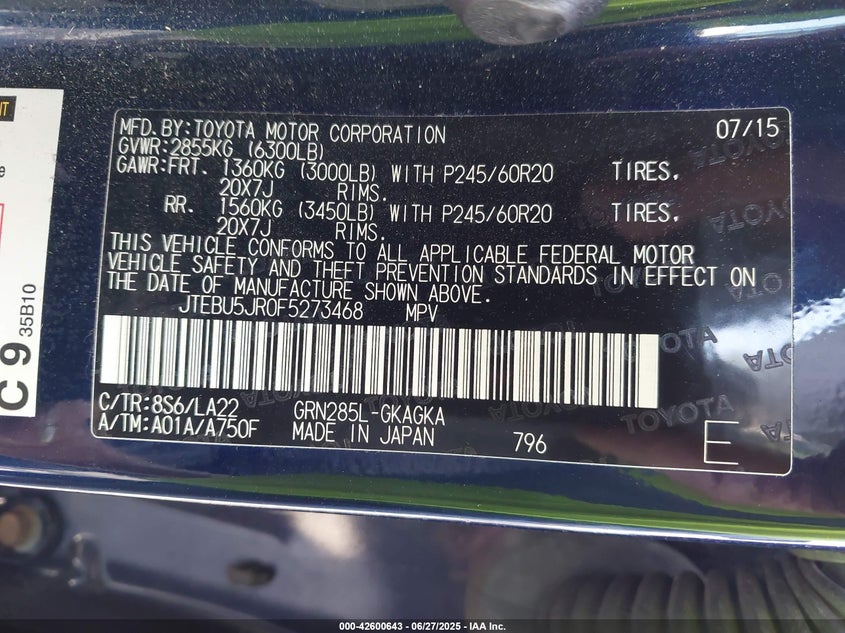 MFD. BY: TOYOTA MOTOR CORPORATION 07/15
GVWR: 2855KG (6300LB)
GAWR: FRT. 1360KG (3000LB) WITH P245/60R20 TIRES.
20X7J RIMS.
RR. 1560KG (3450LB) WITH P245/60R20 TIRES.
20X7J RIMS.
THIS VEHICLE CONFORMS TO ALL APPLICABLE FEDERAL MOTOR
VEHICLE SAFETY AND THEFT PREVENTION STANDARDS IN EFFECT ON
THE DATE OF MANUFACTURE SHOWN ABOVE.
JTEBU5JR0F5273468 MPV
C/TR: 8S6/LA22 GRN285L-GKAGKA
A/TM: A01A/A750F MADE IN JAPAN 796 E
C 9 35B10
TOYOTA
000-42600643 - 06/27/2025 - IAA Inc.